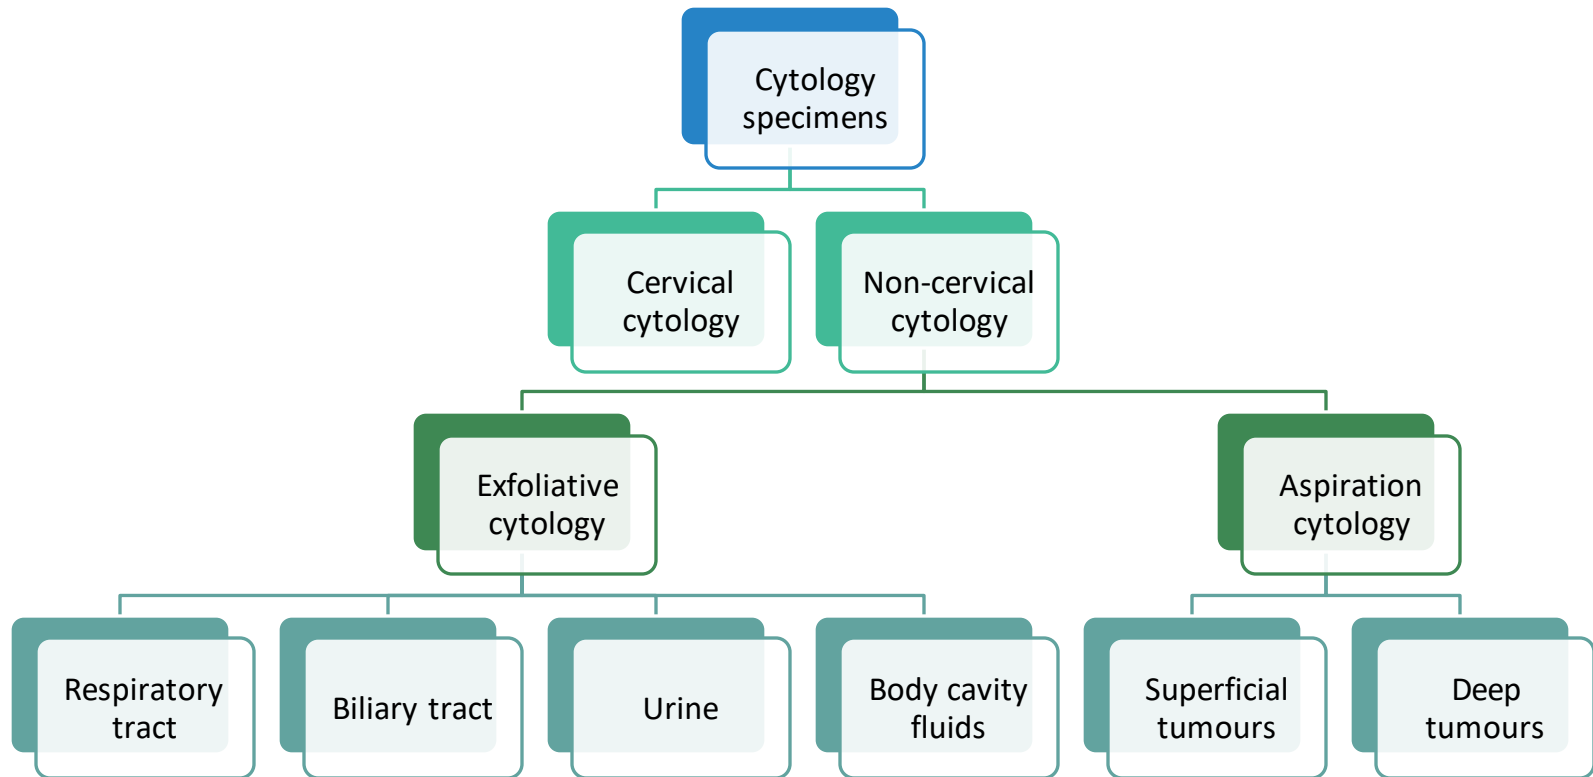 Cytology
specimens
Cervical
cytology
Non-cervical
cytology
Exfoliative
cytology
Aspiration
cytology
Respiratory
tract
Biliary tract
Urine
Body cavity
fluids
Superficial
tumours
Deep
tumours